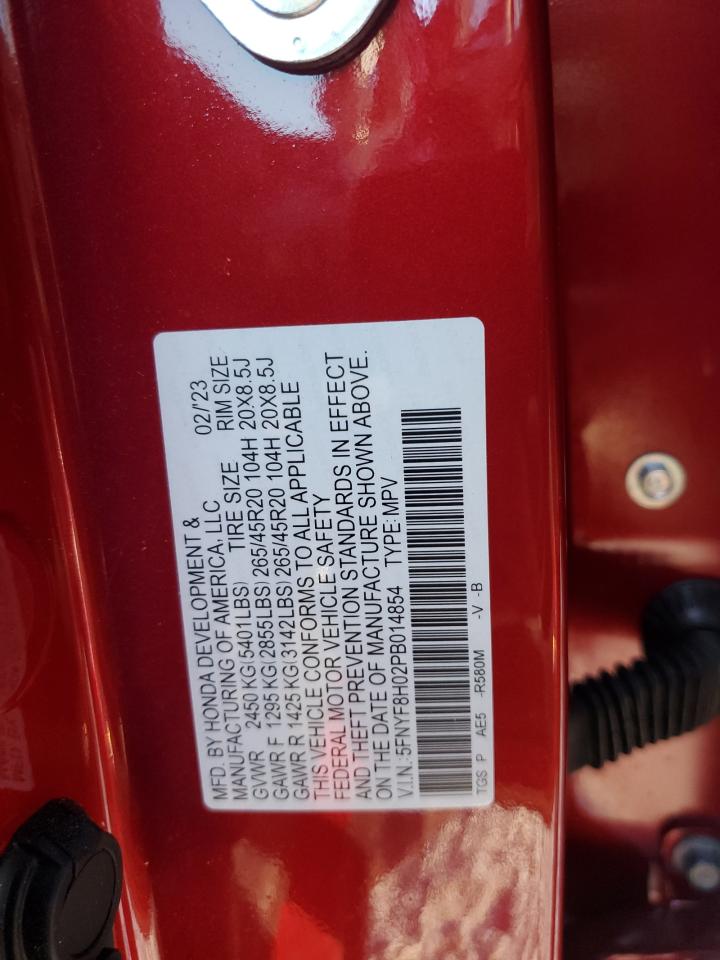 MFD. BY HONDA DEVELOPMENT & 02/'23
MANUFACTURING OF AMERICA, LLC
TIRE SIZE RIM SIZE
GVWR 2450 KG(5401LBS)
GAWR F 1295 KG(2855LBS) 265/45R20 104H 20X8.5J
GAWR R 1425 KG(3142LBS) 265/45R20 104H 20X8.5J
THIS VEHICLE CONFORMS TO ALL APPLICABLE
FEDERAL MOTOR VEHICLE SAFETY
AND THEFT PREVENTION STANDARDS IN EFFECT
ON THE DATE OF MANUFACTURE SHOWN ABOVE.
V.I.N.:5FNYF8H02PB014854 TYPE:MPV
TGS P AE5 -R580M -V -B